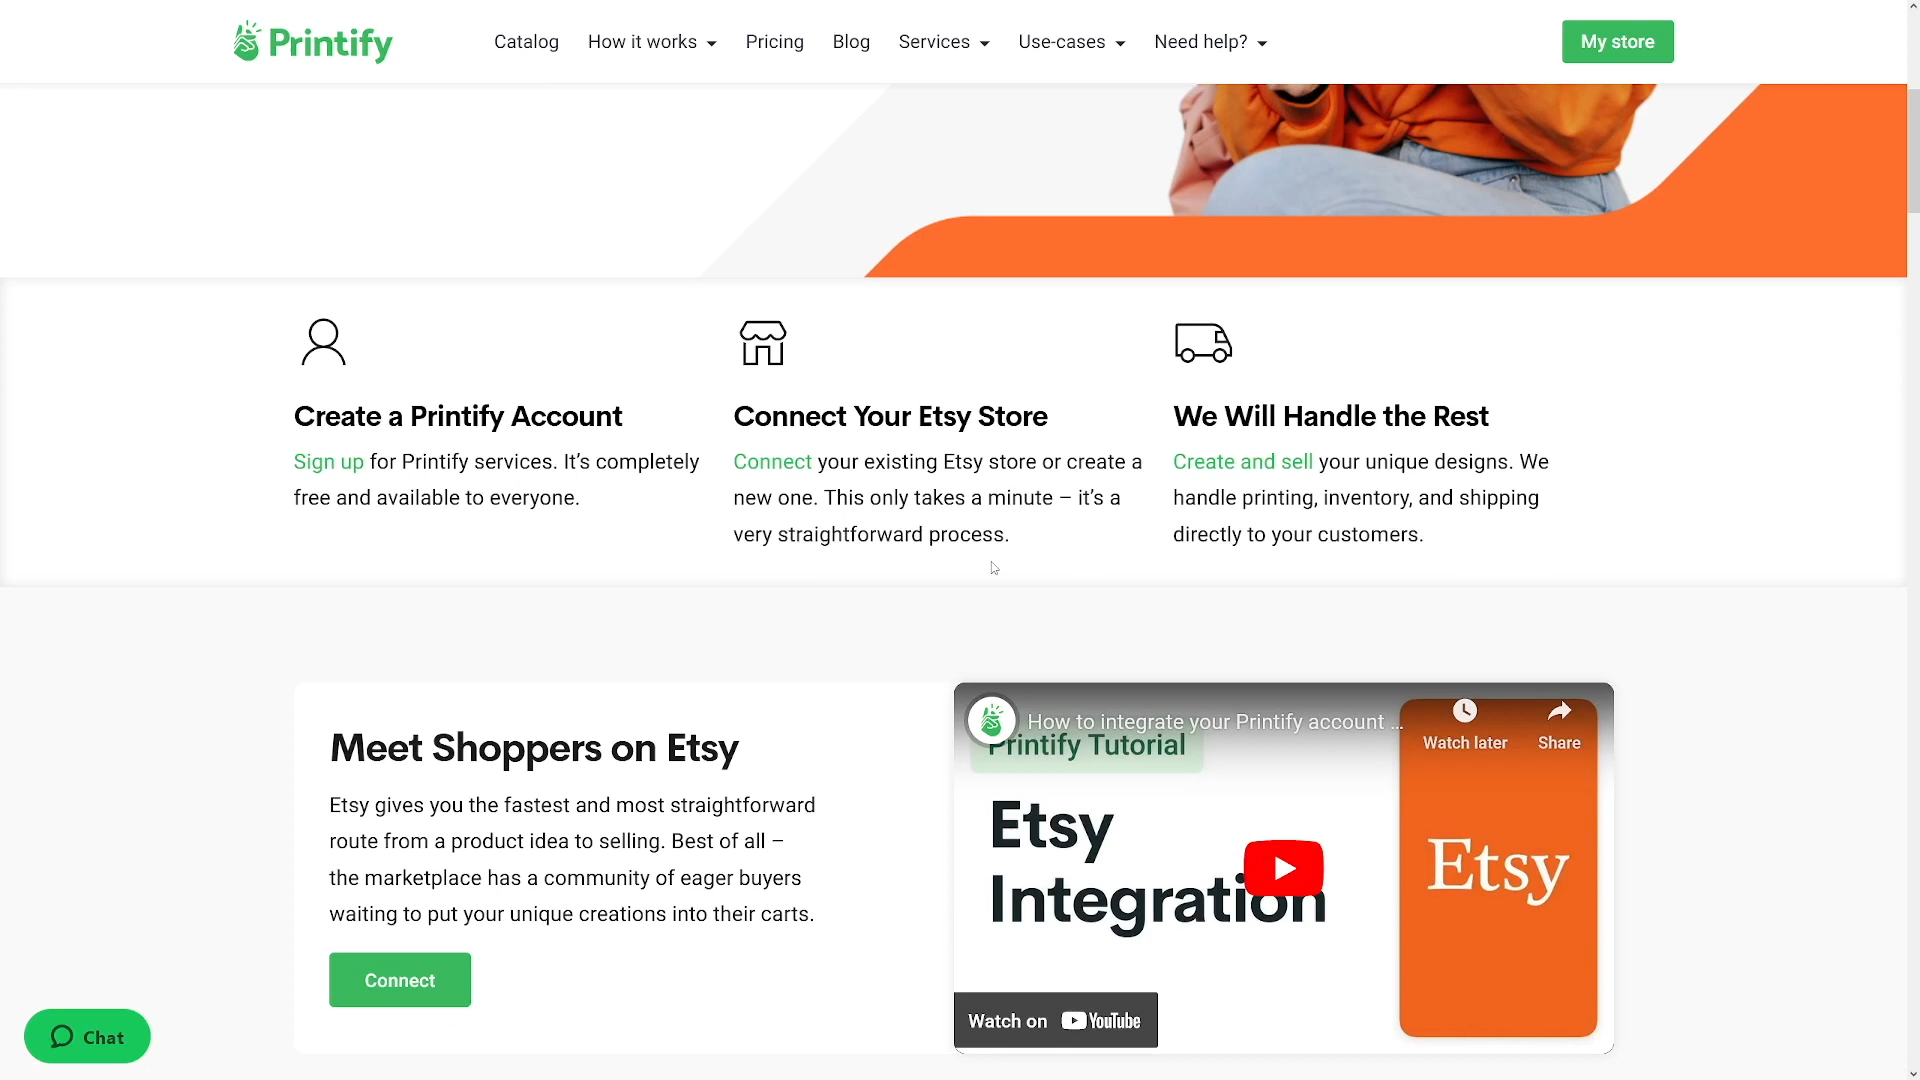 Printify
Catalog
How it works
Pricing
Blog
Services
Use-cases
Need help?
My store
Create a Printify Account
Sign up for Printify services. It’s completely
free and available to everyone.
Connect Your Etsy Store
Connect your existing Etsy store or create a
new one. This only takes a minute – it’s a
very straightforward process.
We Will Handle the Rest
Create and sell your unique designs. We
handle printing, inventory, and shipping
directly to your customers.
Meet Shoppers on Etsy
Etsy gives you the fastest and most straightforward
route from a product idea to selling. Best of all –
the marketplace has a community of eager buyers
waiting to put your unique creations into their carts.
Connect
How to integrate your Printify account ...
Watch later
Share
Printify Tutorial
Etsy
Integration
Etsy
Watch on YouTube
Chat